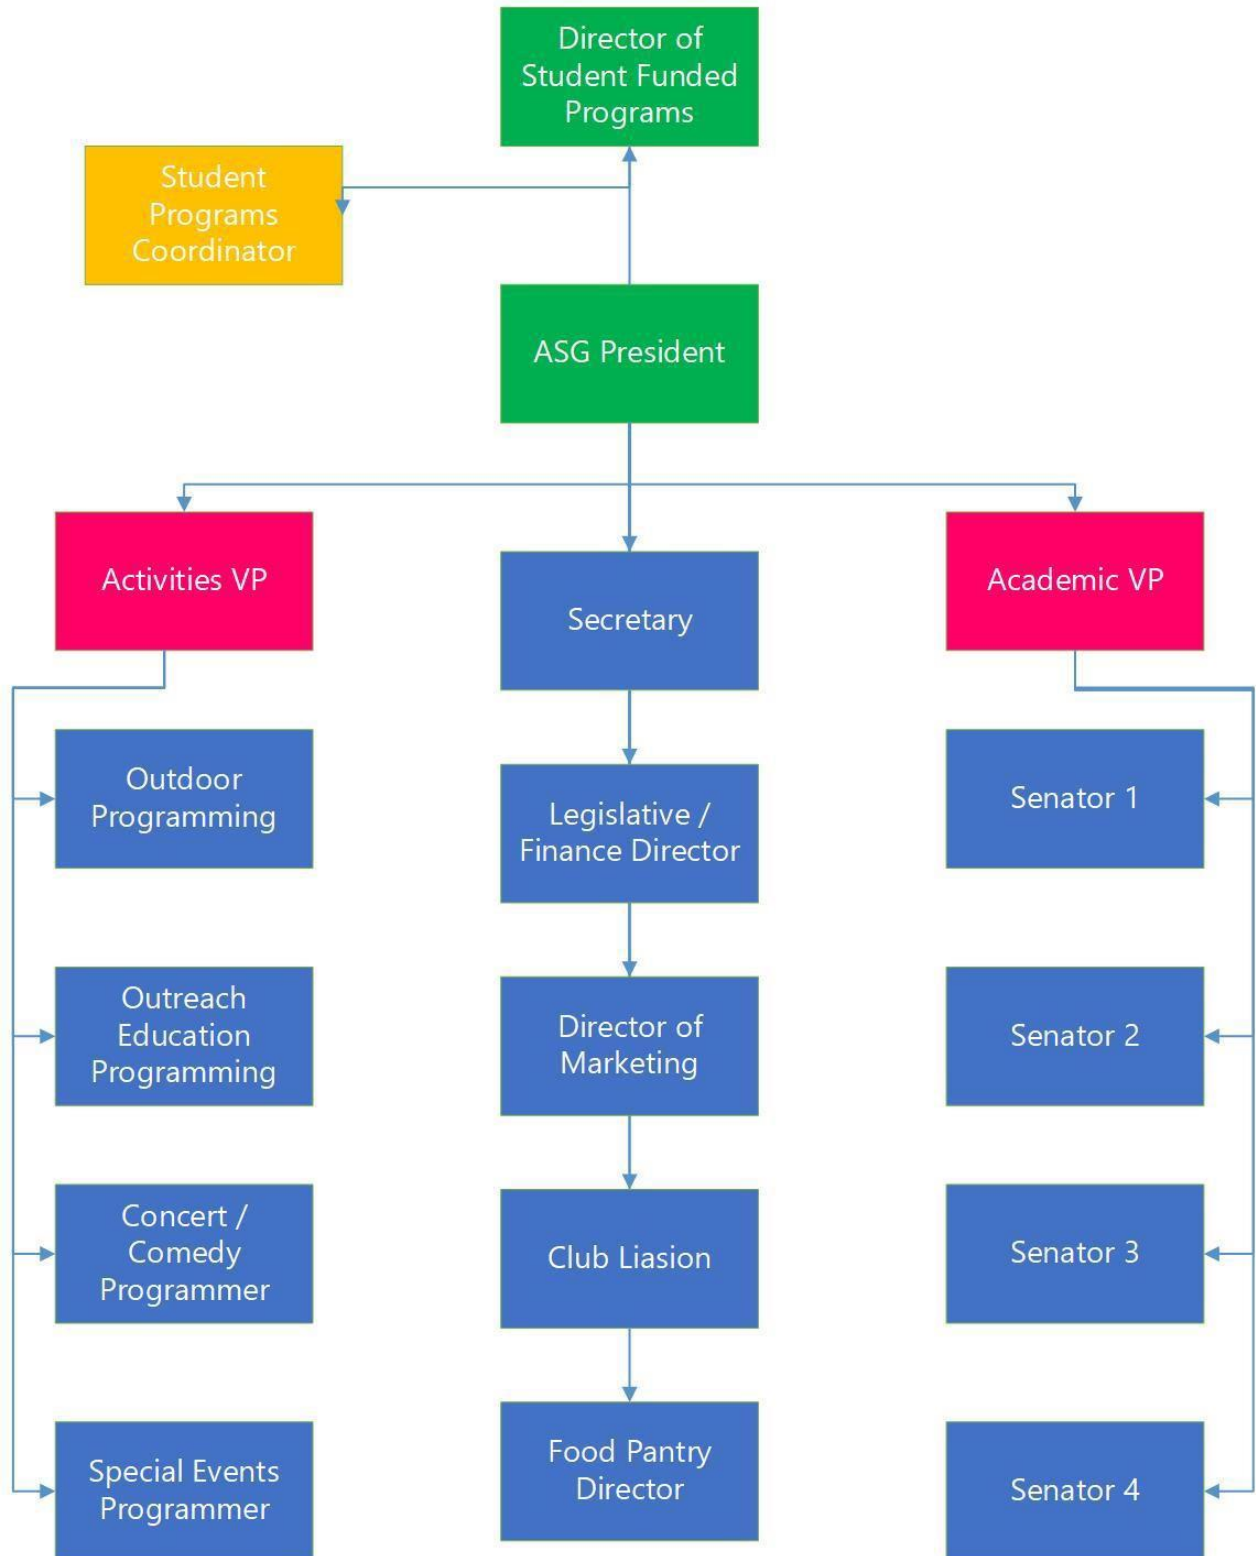 Director of
Student Funded
Programs
Student
Programs
Coordinator
ASG President
Activities VP
Secretary
Academic VP
Outdoor
Programming
Legislative /
Finance Director
Senator 1
Outreach
Education
Programming
Director of
Marketing
Senator 2
Concert /
Comedy
Programmer
Club Liasion
Senator 3
Special Events
Programmer
Food Pantry
Director
Senator 4